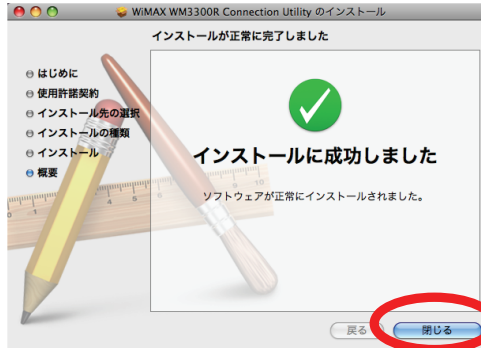 WiMAX WM3300R Connection Utility のインストール
インストールが正常に完了しました
はじめに
使用許諾契約
インストール先の選択
インストールの種類
インストール
概要
インストールに成功しました
ソフトウェアが正常にインストールされました。
戻る
閉じる